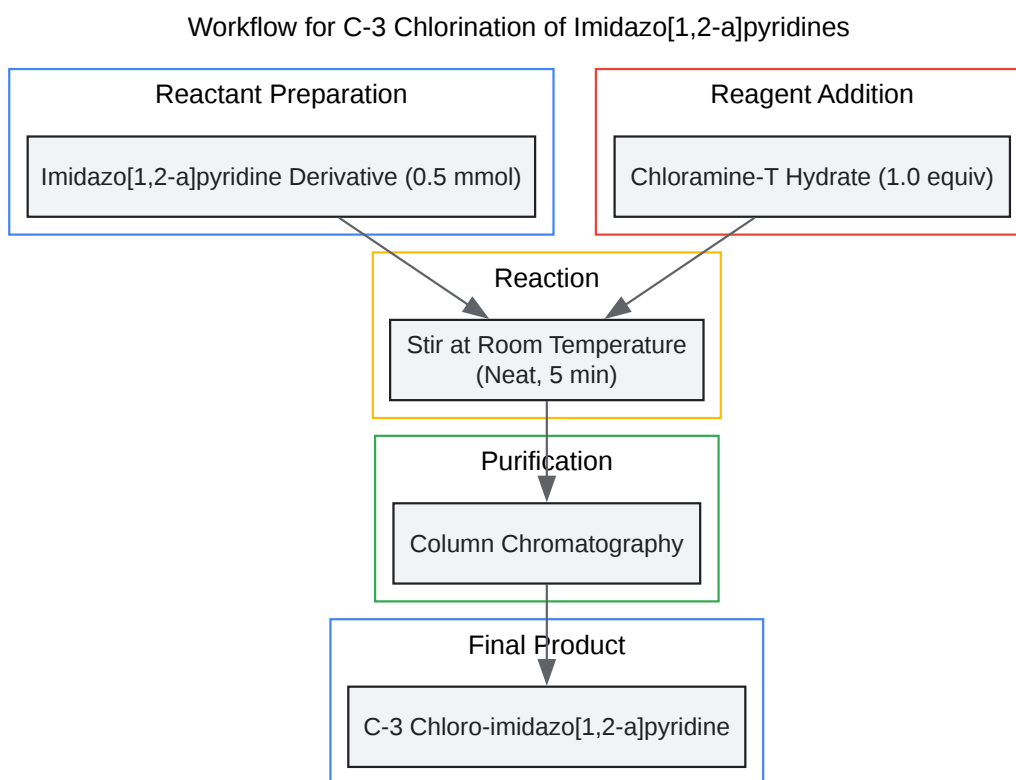 Workflow for C-3 Chlorination of Imidazo[1,2-a]pyridines
Reactant Preparation
Imidazo[1,2-a]pyridine Derivative (0.5 mmol)
Reagent Addition
Chloramine-T Hydrate (1.0 equiv)
Reaction
Stir at Room Temperature
(Neat, 5 min)
Purification
Column Chromatography
Final Product
C-3 Chloro-imidazo[1,2-a]pyridine